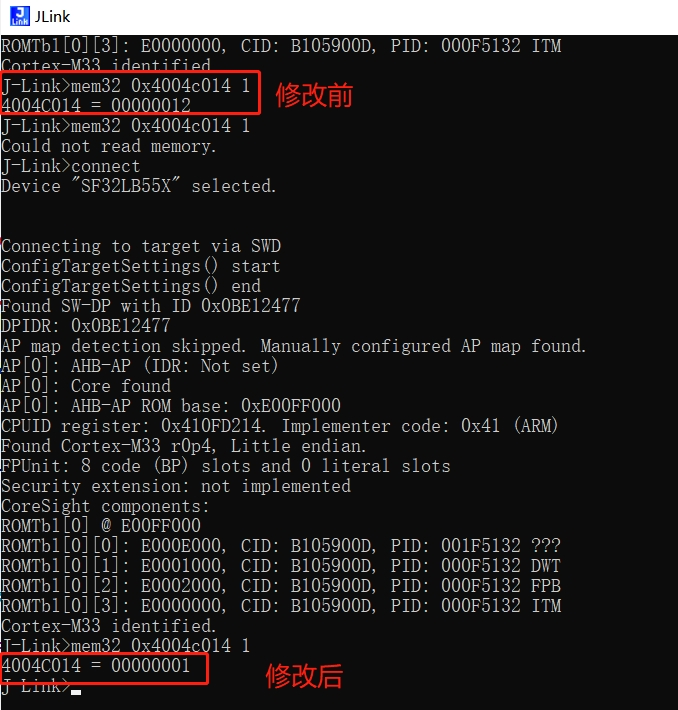 JLink
ROMTbl[0][3]: E0000000, CID: B105900D, PID: 000F5132 ITM
Cortex-M33 identified.
J-Link>mem32 0x4004c014 1
4004C014 = 00000012
修改前
J-Link>mem32 0x4004c014 1
Could not read memory.
J-Link>connect
Device "SF32LB55X" selected.
Connecting to target via SWD
ConfigTargetSettings() start
ConfigTargetSettings() end
Found SW-DP with ID 0x0BE12477
DPIDR: 0x0BE12477
AP map detection skipped. Manually configured AP map found.
AP[0]: AHB-AP (IDR: Not set)
AP[0]: Core found
AP[0]: AHB-AP ROM base: 0xE00FF000
CPUID register: 0x410FD214. Implementer code: 0x41 (ARM)
Found Cortex-M33 r0p4, Little endian.
FPUnit: 8 code (BP) slots and 0 literal slots
Security extension: not implemented
CoreSight components:
ROMTbl[0] @ E00FF000
ROMTbl[0][0]: E000E000, CID: B105900D, PID: 001F5132 ???
ROMTbl[0][1]: E0001000, CID: B105900D, PID: 000F5132 DWT
ROMTbl[0][2]: E0002000, CID: B105900D, PID: 000F5132 FPB
ROMTbl[0][3]: E0000000, CID: B105900D, PID: 000F5132 ITM
Cortex-M33 identified.
J-Link>mem32 0x4004c014 1
4004C014 = 00000001
修改后
J-Link>